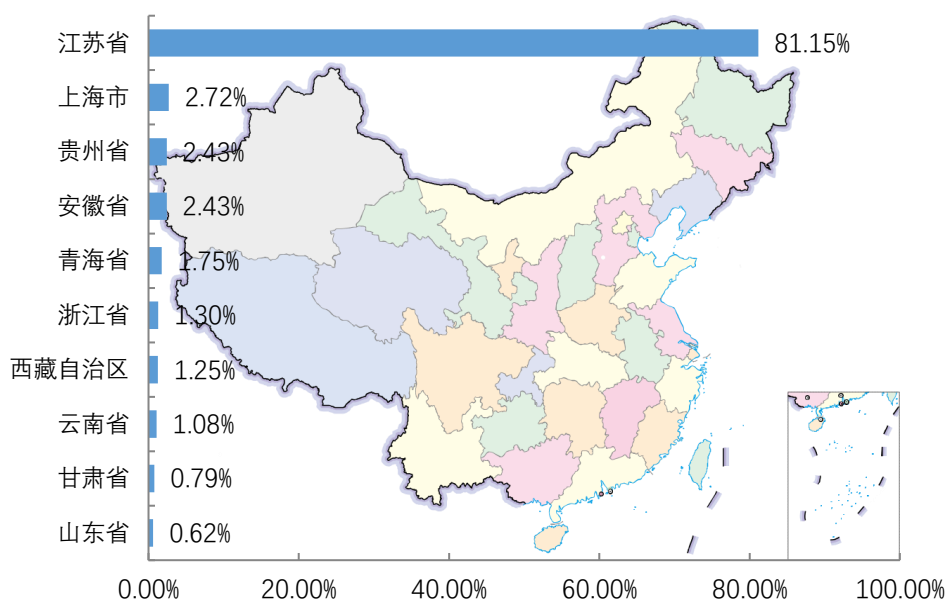 江苏省 81.15%
上海市 2.72%
贵州省 2.43%
安徽省 2.43%
青海省 1.75%
浙江省 1.30%
西藏自治区 1.25%
云南省 1.08%
甘肃省 0.79%
山东省 0.62%
0.00% 20.00% 40.00% 60.00% 80.00% 100.00%